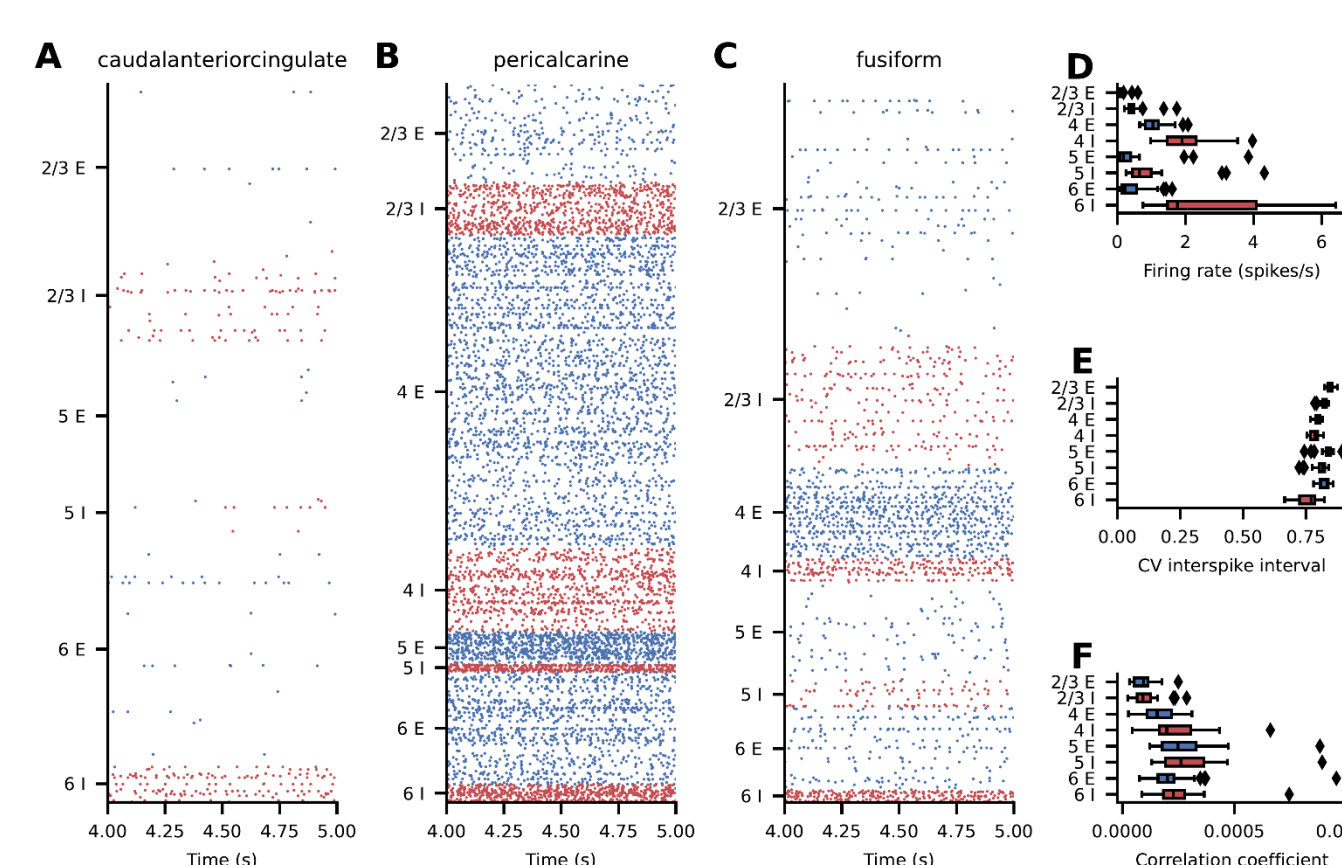 A
caudalanteriorcingulate
2/3 E
2/3 I
5 E
5 I
6 E
6 I
4.00 4.25 4.50 4.75 5.00
Time (s)
B
pericalcarine
2/3 E
2/3 I
4 E
4 I
5 E
5 I
6 E
6 I
4.00 4.25 4.50 4.75 5.00
Time (s)
C
fusiform
2/3 E
2/3 I
4 E
4 I
5 E
5 I
6 E
6 I
4.00 4.25 4.50 4.75 5.00
Time (s)
D
2/3 E
2/3 I
4 E
4 I
5 E
5 I
6 E
6 I
0 2 4 6
Firing rate (spikes/s)
E
2/3 E
2/3 I
4 E
4 I
5 E
5 I
6 E
6 I
0.00 0.25 0.50 0.75
CV interspike interval
F
2/3 E
2/3 I
4 E
4 I
5 E
5 I
6 E
6 I
0.0000 0.0005
Correlation coefficient